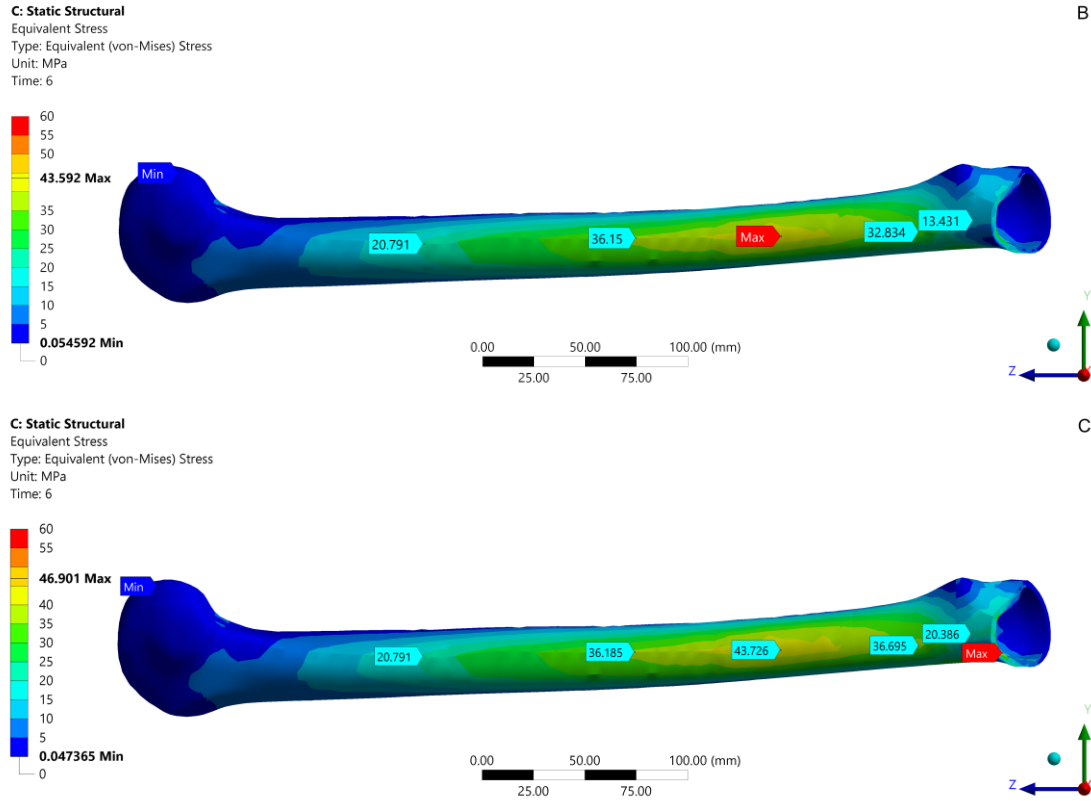 C: Static Structural
B
Equivalent Stress
Type: Equivalent (von-Mises) Stress
Unit: MPa
Time: 6
60
55
50
43.592 Max
35
30
25
20
15
10
5
0.054592 Min
0
Min
20.791
36.15
Max
32.834
13.431
0.00 50.00 100.00 (mm)
25.00 75.00
Y
Z
C: Static Structural
C
Equivalent Stress
Type: Equivalent (von-Mises) Stress
Unit: MPa
Time: 6
60
55
50
46.901 Max
40
35
30
25
20
15
10
5
0.047365 Min
0
Min
20.791
36.185
43.726
36.695
20.386
Max
0.00 50.00 100.00 (mm)
25.00 75.00
Y
Z